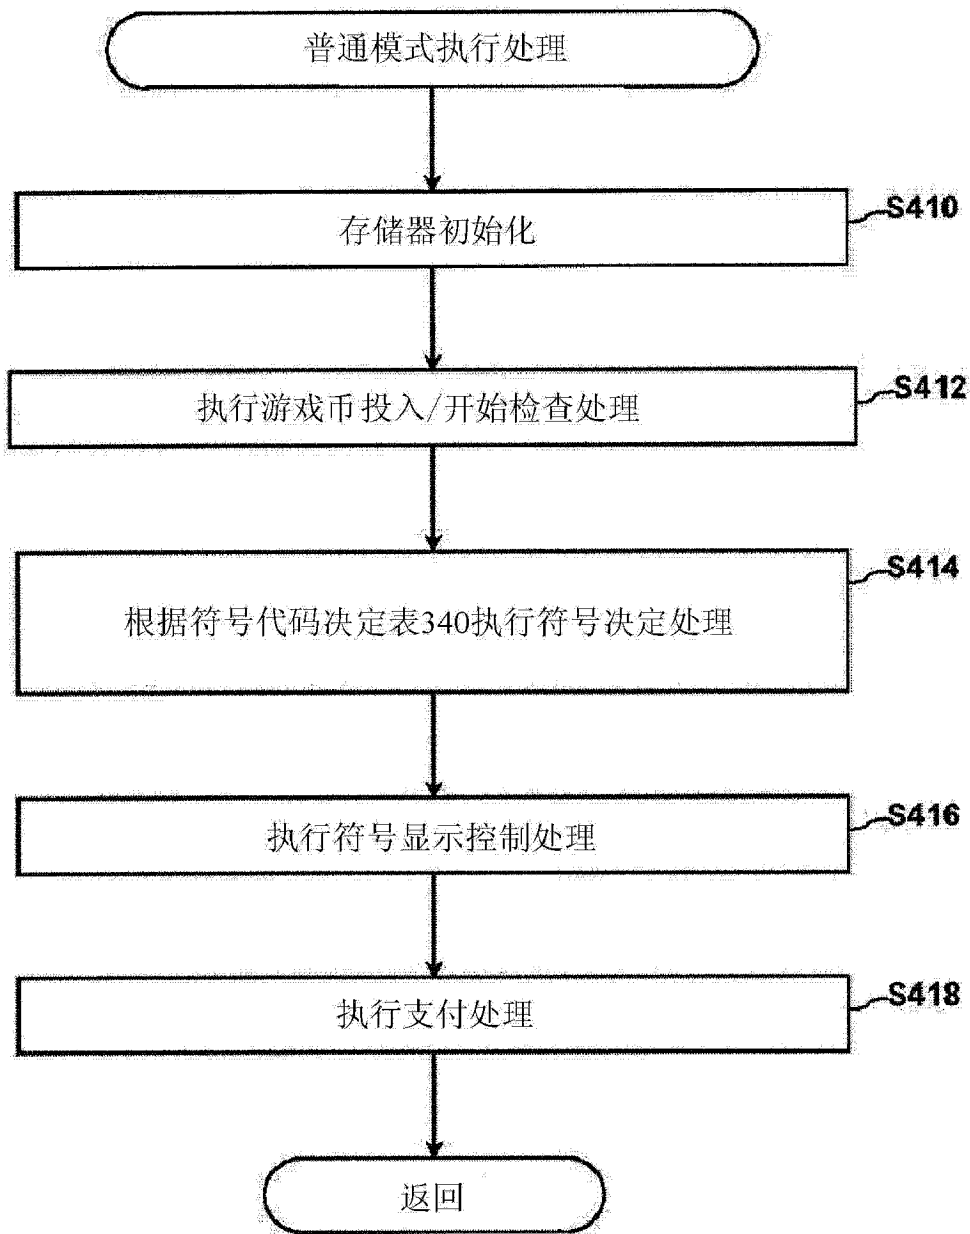 普通模式执行处理
存储器初始化
S410
执行游戏币投入/开始检查处理
S412
根据符号代码决定表340执行符号决定处理
S414
执行符号显示控制处理
S416
执行支付处理
S418
返回